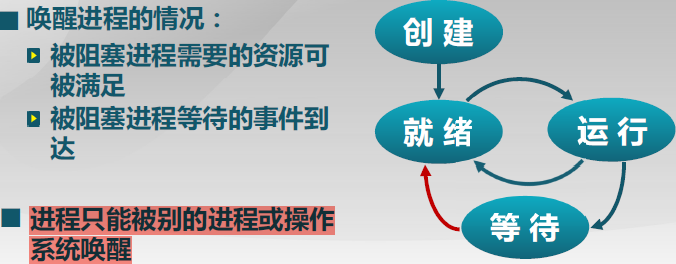 唤醒进程的情况：
被阻塞进程需要的资源可
被满足
被阻塞进程等待的事件到
达
进程只能被别的进程或操作
系统唤醒
创建
就绪
运行
等待